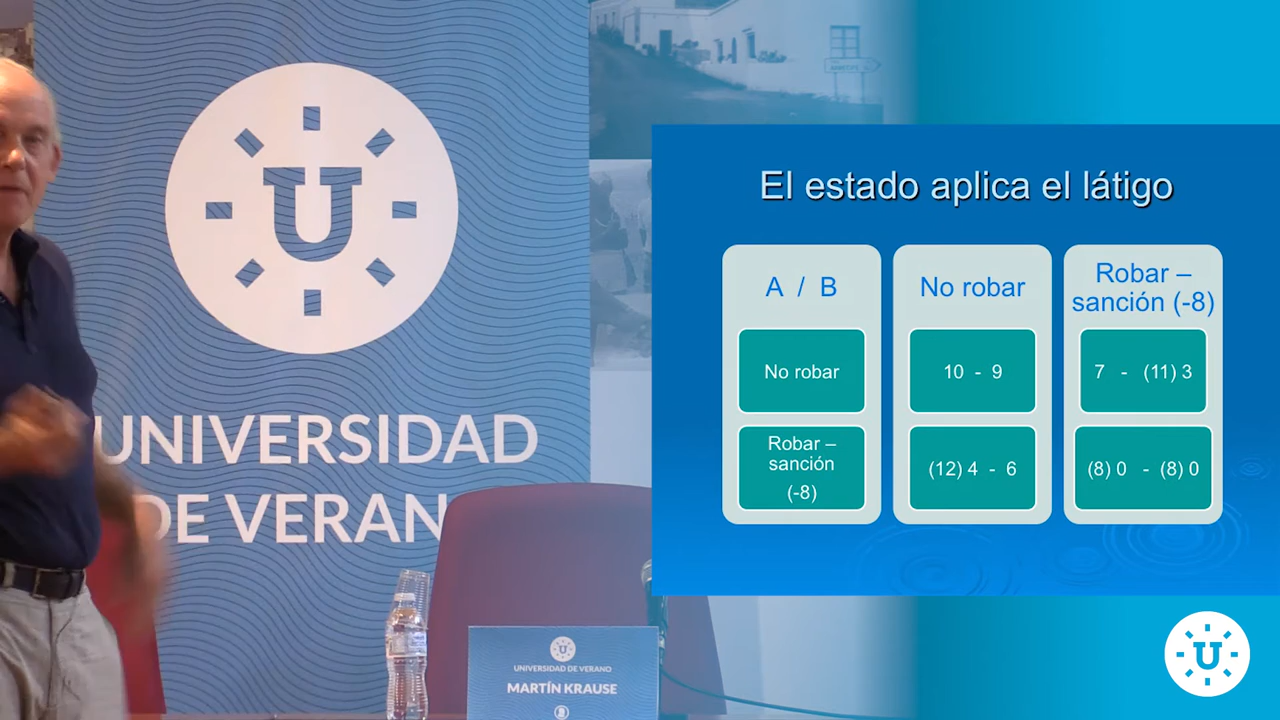 U
UNIVERSIDAD
DE VERAN
UNIVERSIDAD DE VERANO
MARTÍN KRAUSE
El estado aplica el látigo
A / B
No robar
Robar –
sanción (-8)
No robar
10 - 9
7 - (11) 3
Robar –
sanción
(-8)
(12) 4 - 6
(8) 0 - (8) 0
U